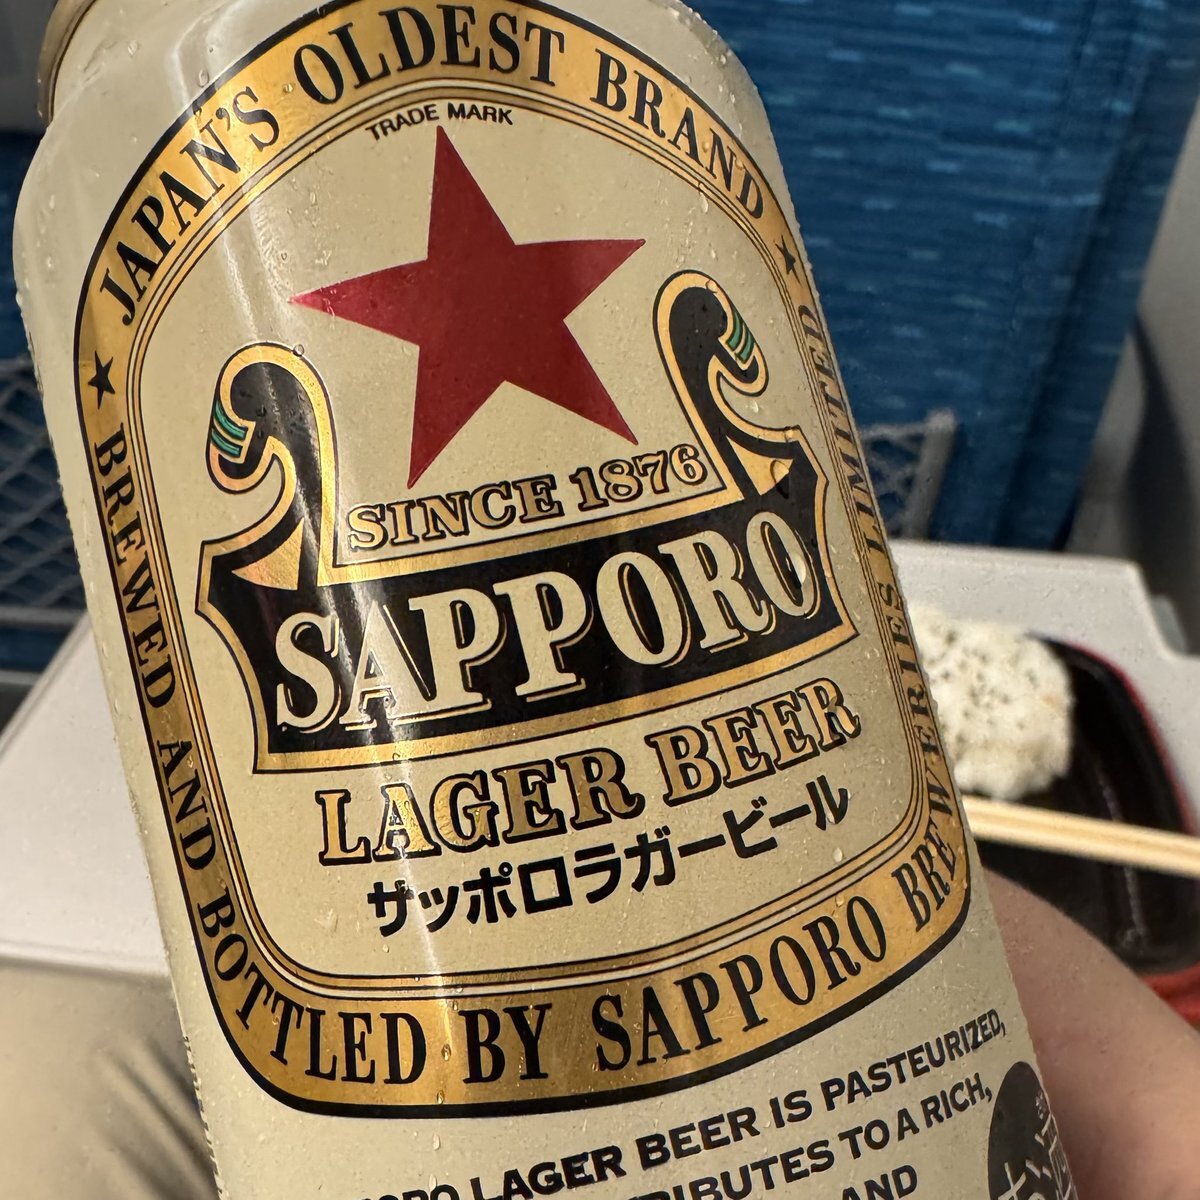 JAPAN'S OLDEST BRAND
TRADE MARK
SINCE 1876
SAPPORO
LAGER BEER
サッポロラガービール
BREWED AND BOTTLED BY SAPPORO BREWERIES LIMITED
LAGER BEER IS PASTEURIZED,
TO A RICH,
AND